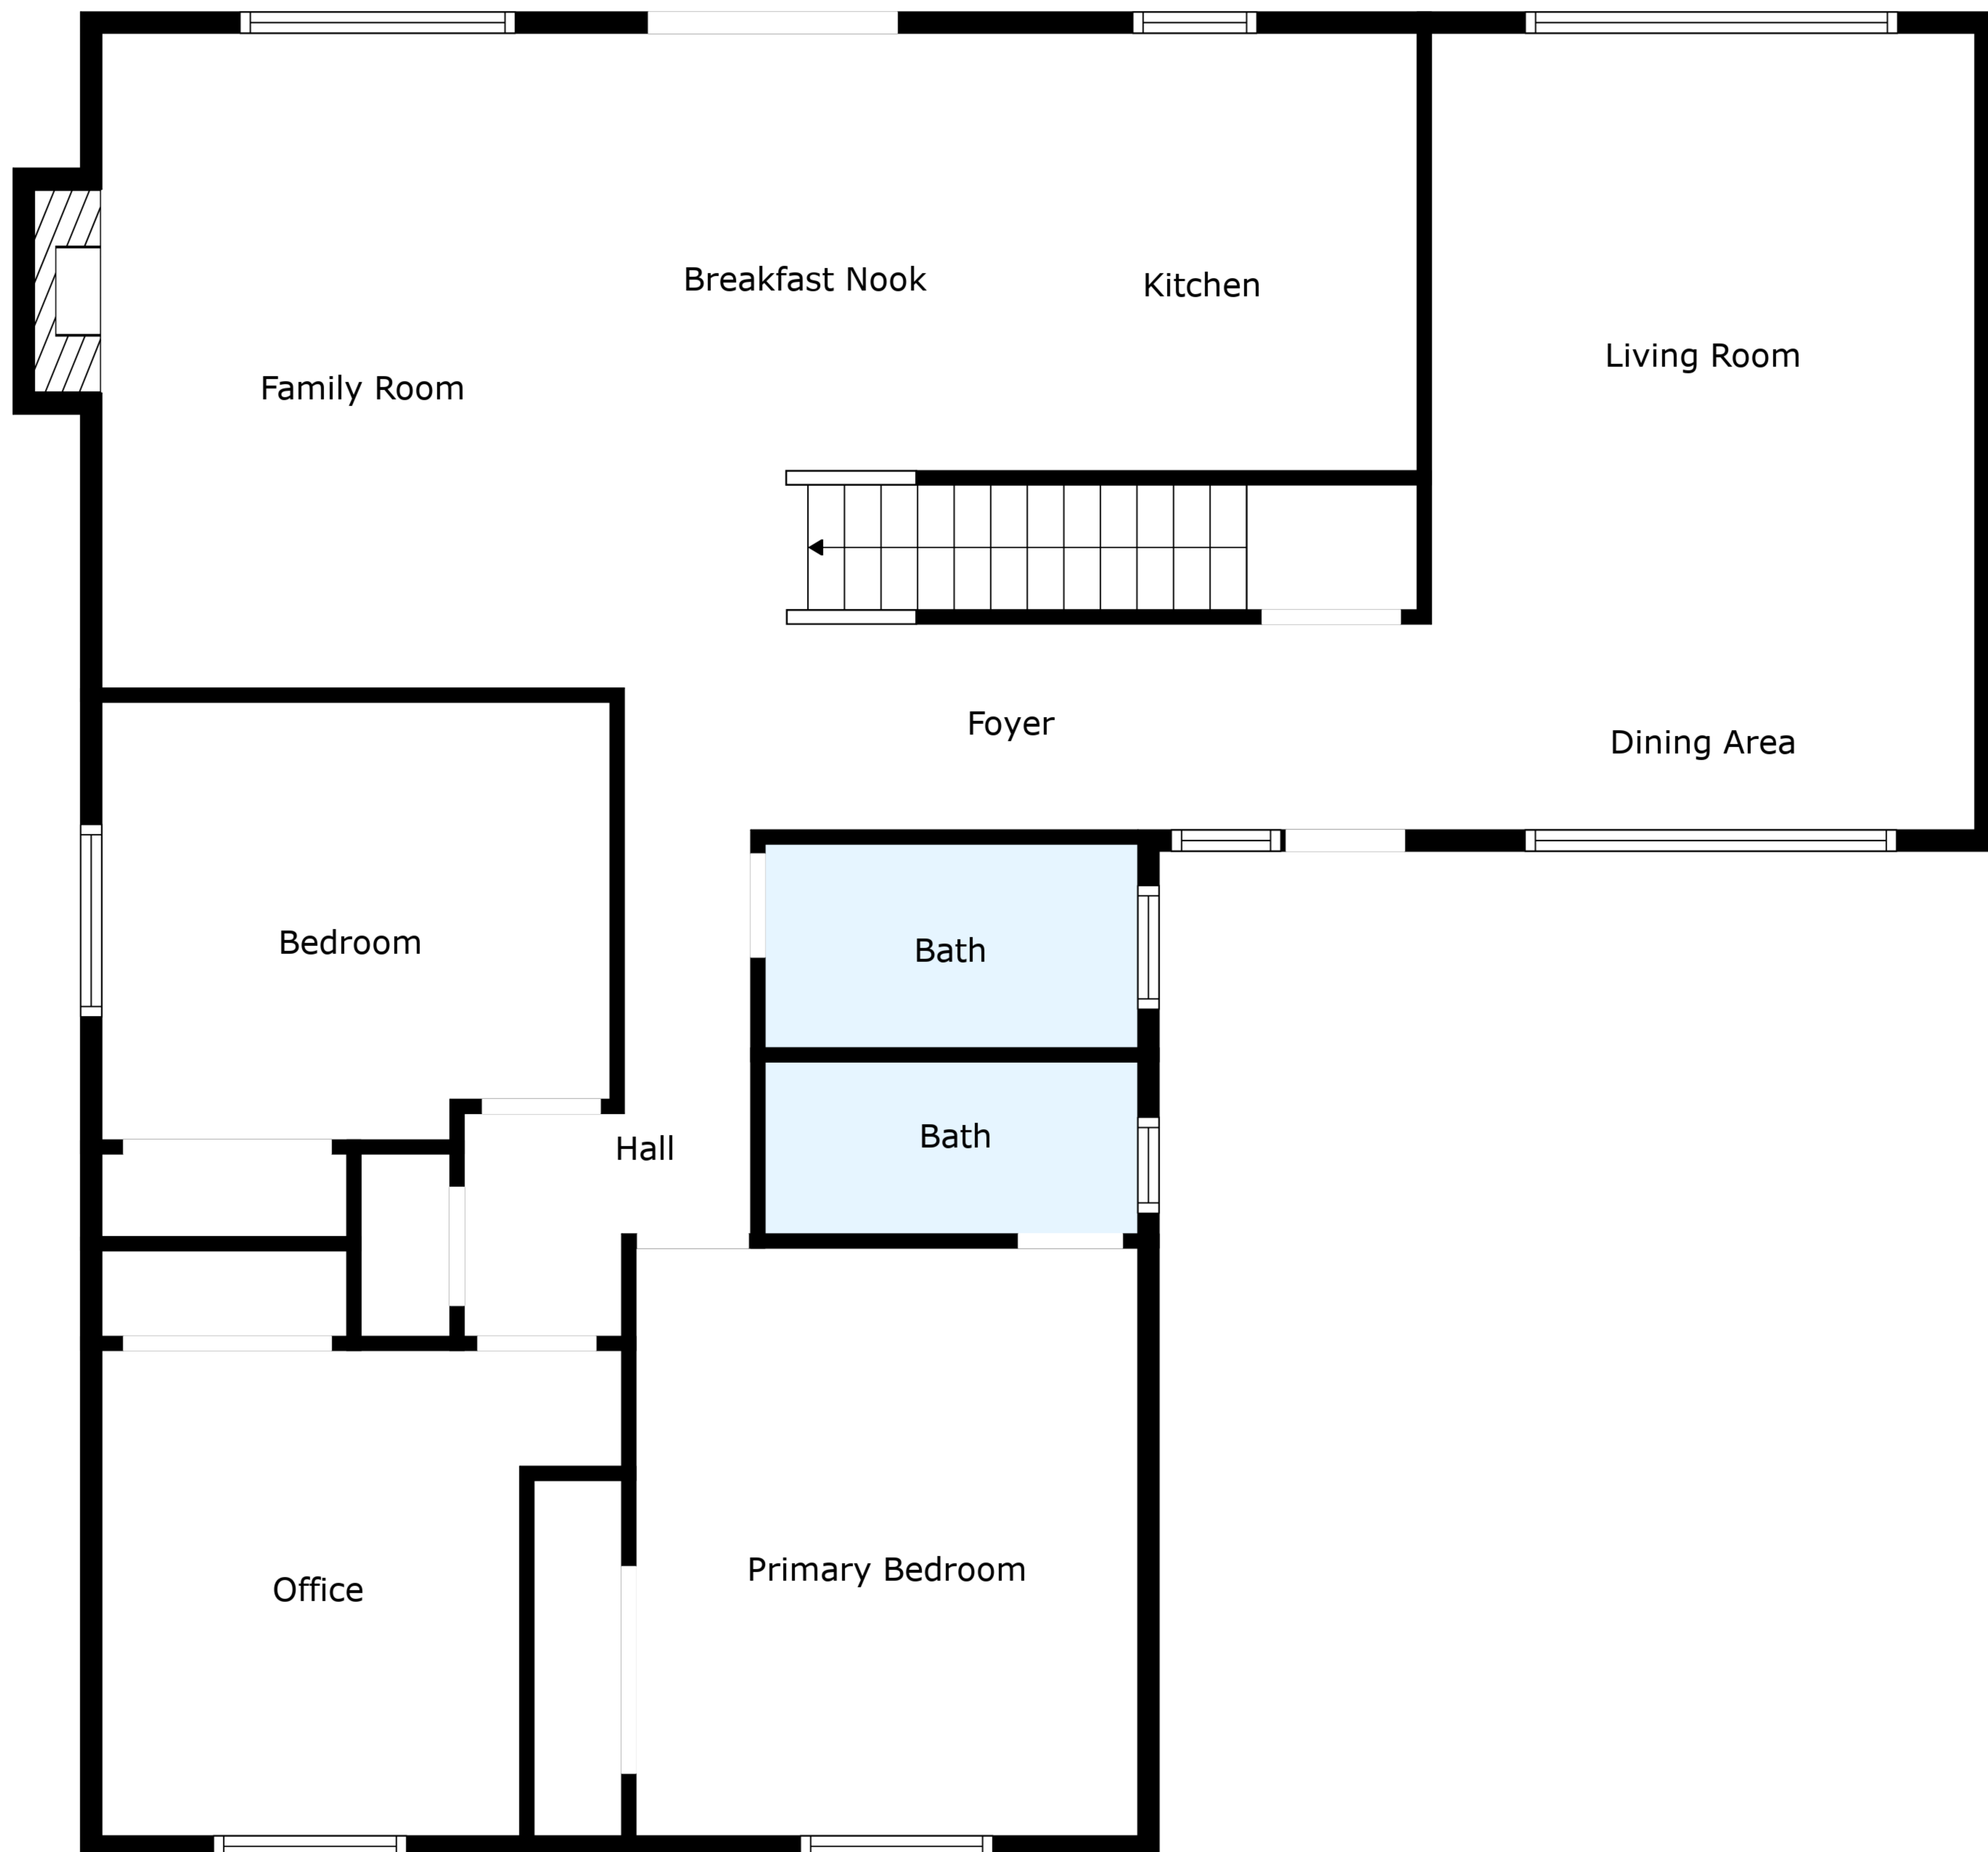 Breakfast Nook
Kitchen
Living Room
Family Room
Foyer
Dining Area
Bedroom
Bath
Bath
Hall
Primary Bedroom
Office